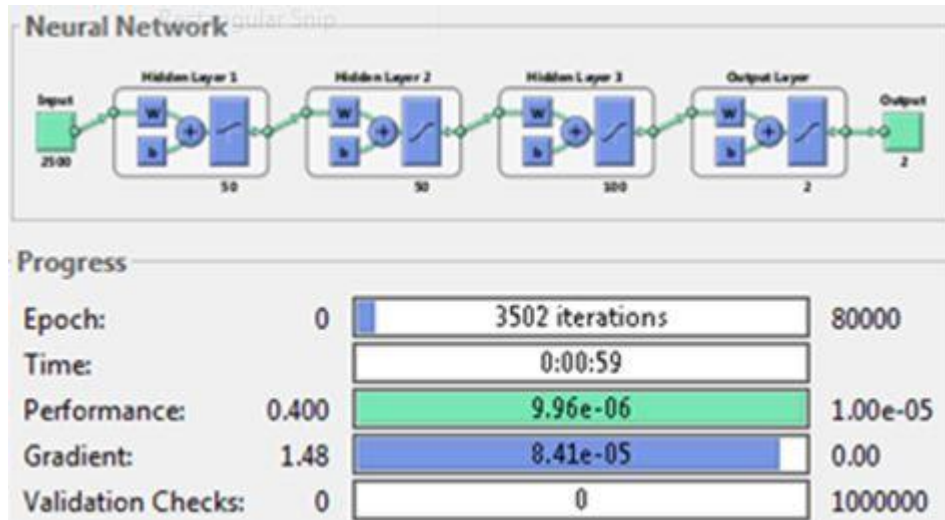 Rectangular Snip
Neural Network
Hidden Layer 1 Hidden Layer 2 Hidden Layer 3 Output Layer
Input Output
W W W W
b b b b
+ + + +
2500 50 50 100 2 2
Progress
Epoch: 0 3502 iterations 80000
Time: 0:00:59
Performance: 0.400 9.96e-06 1.00e-05
Gradient: 1.48 8.41e-05 0.00
Validation Checks: 0 0 1000000